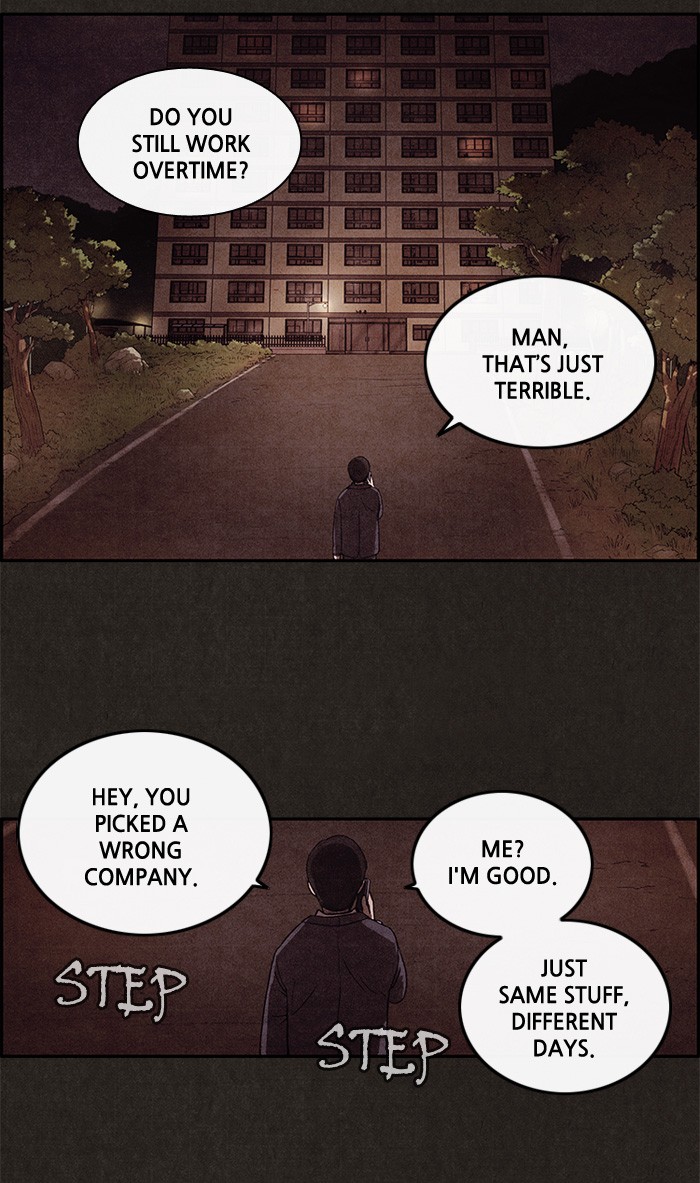 DO YOU
STILL WORK
OVERTIME?
MAN,
THAT'S JUST
TERRIBLE.
HEY, YOU
PICKED A
WRONG
COMPANY.
ME?
I'M GOOD.
JUST
SAME STUFF,
DIFFERENT
DAYS.
STEP
STEP